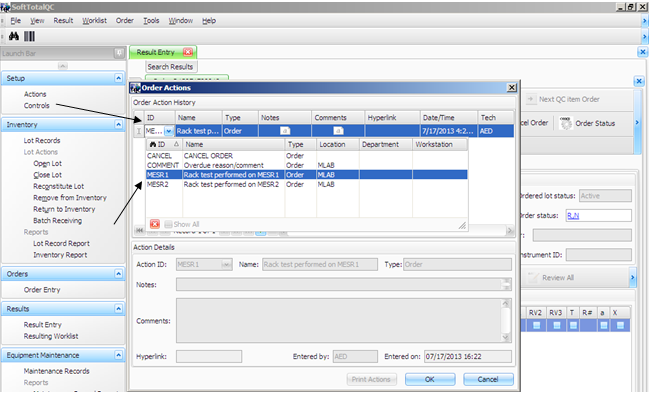 SoftTotalQC
File View Result Worklist Order Tools Window Help
Launch Bar
Result Entry
Search Results
Setup
Actions
Controls
Inventory
Lot Records
Lot Actions
Open Lot
Close Lot
Reconstitute Lot
Remove from Inventory
Return to Inventory
Batch Receiving
Reports
Lot Record Report
Inventory Report
Orders
Order Entry
Results
Result Entry
Resulting Worklist
Equipment Maintenance
Maintenance Records
Reports
Order Actions
Order Action History
ID Name Type Notes Comments Hyperlink Date/Time Tech
ME... Rack test p... Order a a 7/17/2013 4:2... AED
ID Name Type Location Department Workstation
CANCEL CANCEL ORDER Order
COMMENT Overdue reason/comment Order MLAB
MESR1 Rack test performed on MESR1 Order MLAB
MESR2 Rack test performed on MESR2 Order MLAB
Show All
Action Details
Action ID: MESR1 Name: Rack test performed on MESR1 Type: Order
Notes:
Comments:
Hyperlink: Entered by: AED Entered on: 07/17/2013 16:22
Print Actions OK Cancel
Next QC item Order
cel Order Order Status
Ordered lot status: Active
Order status: R,N
r:
nstrument ID:
Review All
RV2 RV3 T R# a X